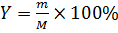 Y = m/M × 100%